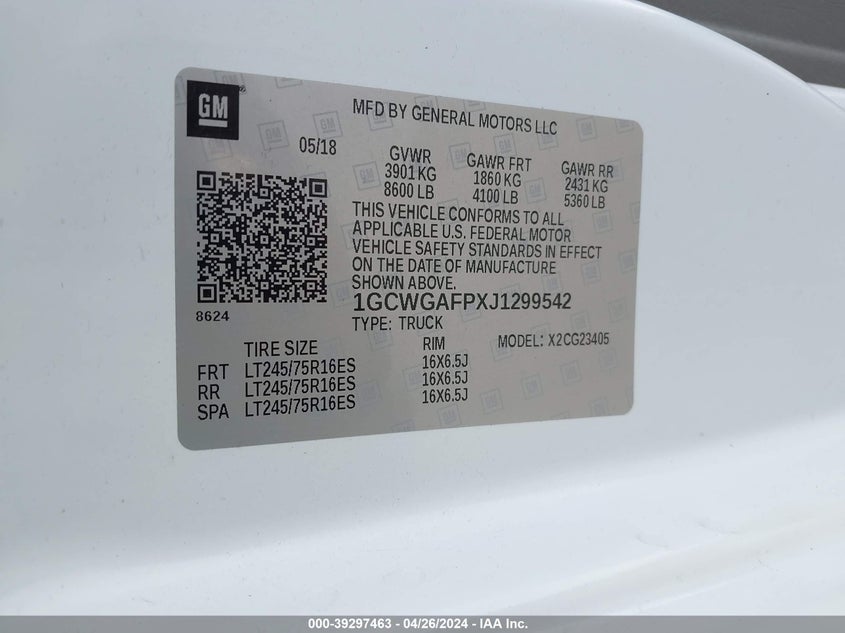 GM
MFD BY GENERAL MOTORS LLC
05/18
GVWR GAWR FRT GAWR RR
3901 KG 1860 KG 2431 KG
8600 LB 4100 LB 5360 LB
THIS VEHICLE CONFORMS TO ALL
APPLICABLE U.S. FEDERAL MOTOR
VEHICLE SAFETY STANDARDS IN EFFECT
ON THE DATE OF MANUFACTURE
SHOWN ABOVE.
8624
1GCWGAFPXJ1299542
TYPE: TRUCK MODEL: X2CG23405
TIRE SIZE RIM
FRT LT245/75R16ES 16X6.5J
RR LT245/75R16ES 16X6.5J
SPA LT245/75R16ES 16X6.5J
000-39297463 - 04/26/2024 - IAA Inc.